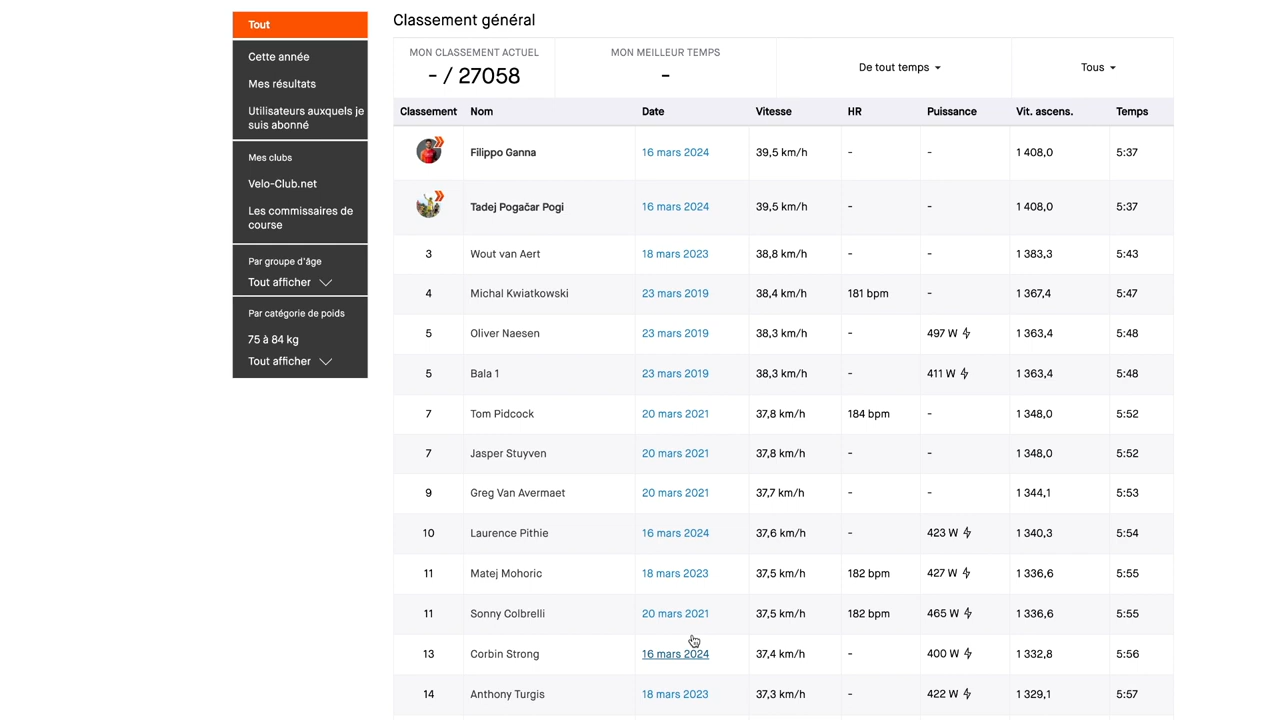 Tout
Cette année
Mes résultats
Utilisateurs auxquels je
suis abonné
Mes clubs
Velo-Club.net
Les commissaires de
course
Par groupe d'âge
Tout afficher
Par catégorie de poids
75 à 84 kg
Tout afficher
Classement général
MON CLASSEMENT ACTUEL
- / 27058
MON MEILLEUR TEMPS
-
De tout temps
Tous
Classement Nom Date Vitesse HR Puissance Vit. ascens. Temps
Filippo Ganna 16 mars 2024 39,5 km/h - - 1 408,0 5:37
Tadej Pogačar Pogi 16 mars 2024 39,5 km/h - - 1 408,0 5:37
3 Wout van Aert 18 mars 2023 38,8 km/h - - 1 383,3 5:43
4 Michal Kwiatkowski 23 mars 2019 38,4 km/h 181 bpm - 1 367,4 5:47
5 Oliver Naesen 23 mars 2019 38,3 km/h - 497 W 1 363,4 5:48
5 Bala 1 23 mars 2019 38,3 km/h - 411 W 1 363,4 5:48
7 Tom Pidcock 20 mars 2021 37,8 km/h 184 bpm - 1 348,0 5:52
7 Jasper Stuyven 20 mars 2021 37,8 km/h - - 1 348,0 5:52
9 Greg Van Avermaet 20 mars 2021 37,7 km/h - - 1 344,1 5:53
10 Laurence Pithie 16 mars 2024 37,6 km/h - 423 W 1 340,3 5:54
11 Matej Mohoric 18 mars 2023 37,5 km/h 182 bpm 427 W 1 336,6 5:55
11 Sonny Colbrelli 20 mars 2021 37,5 km/h 182 bpm 465 W 1 336,6 5:55
13 Corbin Strong 16 mars 2024 37,4 km/h - 400 W 1 332,8 5:56
14 Anthony Turgis 18 mars 2023 37,3 km/h - 422 W 1 329,1 5:57